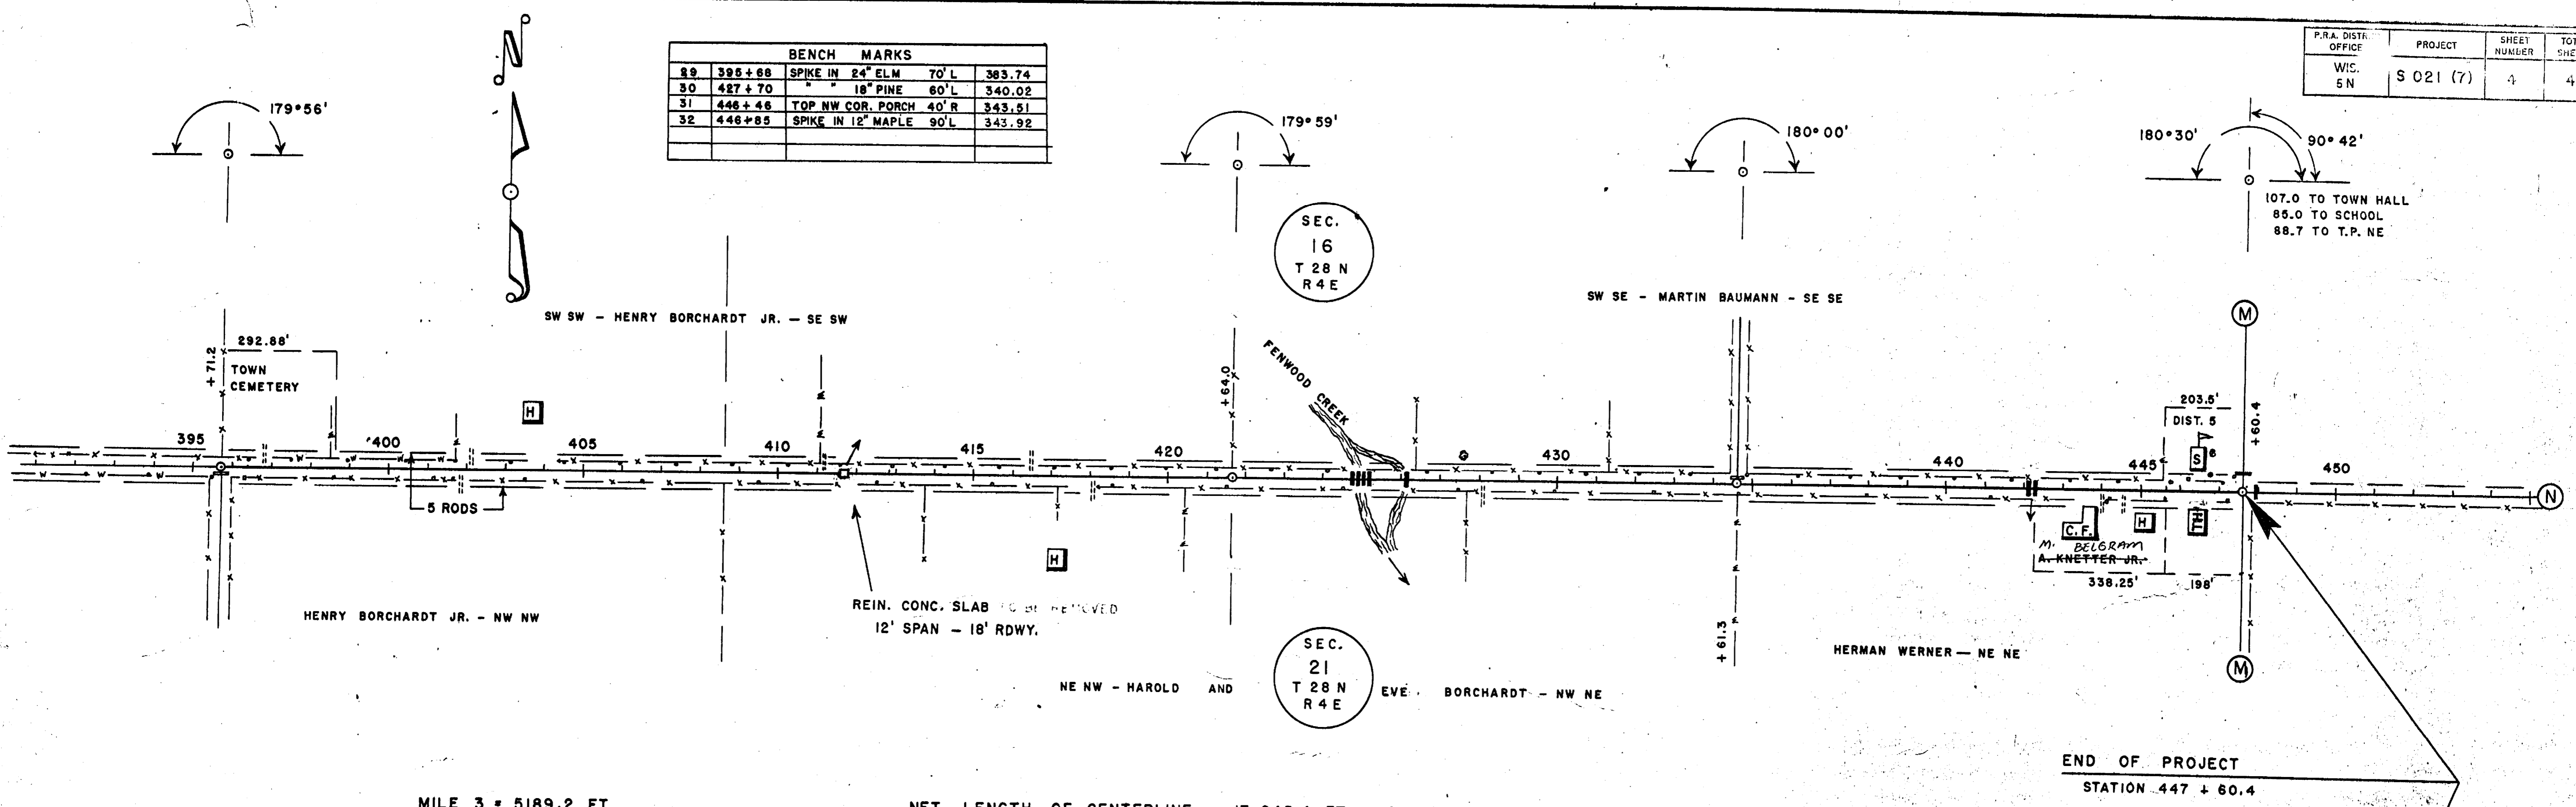 BENCH MARKS
29 395+68 SPIKE IN 24" ELM 70' L 383.74
30 427+70 " " 18" PINE 60' L 340.02
31 446+46 TOP NW COR. PORCH 40' R 343.51
32 446+85 SPIKE IN 12" MAPLE 90' L 343.92
P.R.A. DISTR. OFFICE PROJECT SHEET NUMBER
WIS. 5 N S 021 (7) 4 4
N
179°56'
179°59'
180°00'
180°30'
90°42'
107.0 TO TOWN HALL
85.0 TO SCHOOL
88.7 TO T.P. NE
SEC.
16
T 28 N
R 4 E
SW SW - HENRY BORCHARDT JR. - SE SW
SW SE - MARTIN BAUMANN - SE SE
M
+71.2
292.88'
TOWN
CEMETERY
H
+64.0
FENWOOD CREEK
203.5'
DIST. 5
+60.4
S
395 400 405 410 415 420 430 440 445 450
N
5 RODS
H
C. F.
H
T.H.
M. BELGRAM
A. KNETTER JR.
338.25' 198'
REIN. CONC. SLAB TO BE REMOVED
12' SPAN - 18' RDWY.
HENRY BORCHARDT JR. - NW NW
+61.3
HERMAN WERNER - NE NE
M
SEC.
21
T 28 N
R 4 E
NE NW - HAROLD AND EVE. BORCHARDT - NW NE
END OF PROJECT
STATION 447 + 60.4
MILE 3 = 5189.2 FT.
NET LENGTH OF CENTERLINE